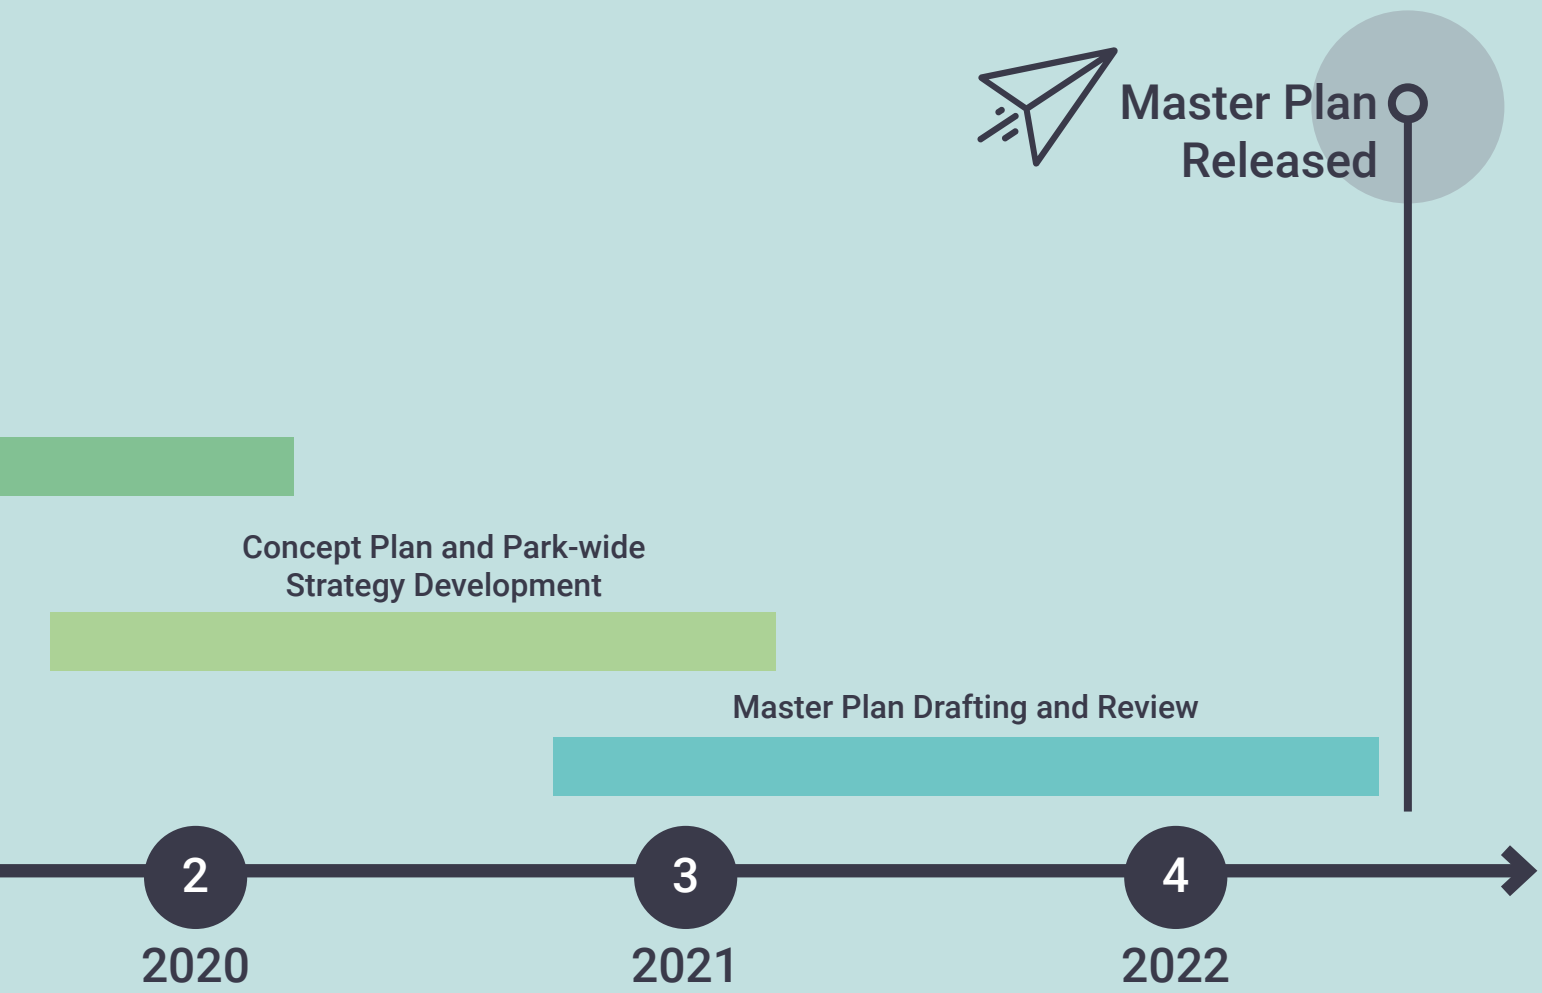 Master Plan
Released
Concept Plan and Park-wide
Strategy Development
Master Plan Drafting and Review
2
3
4
2020
2021
2022